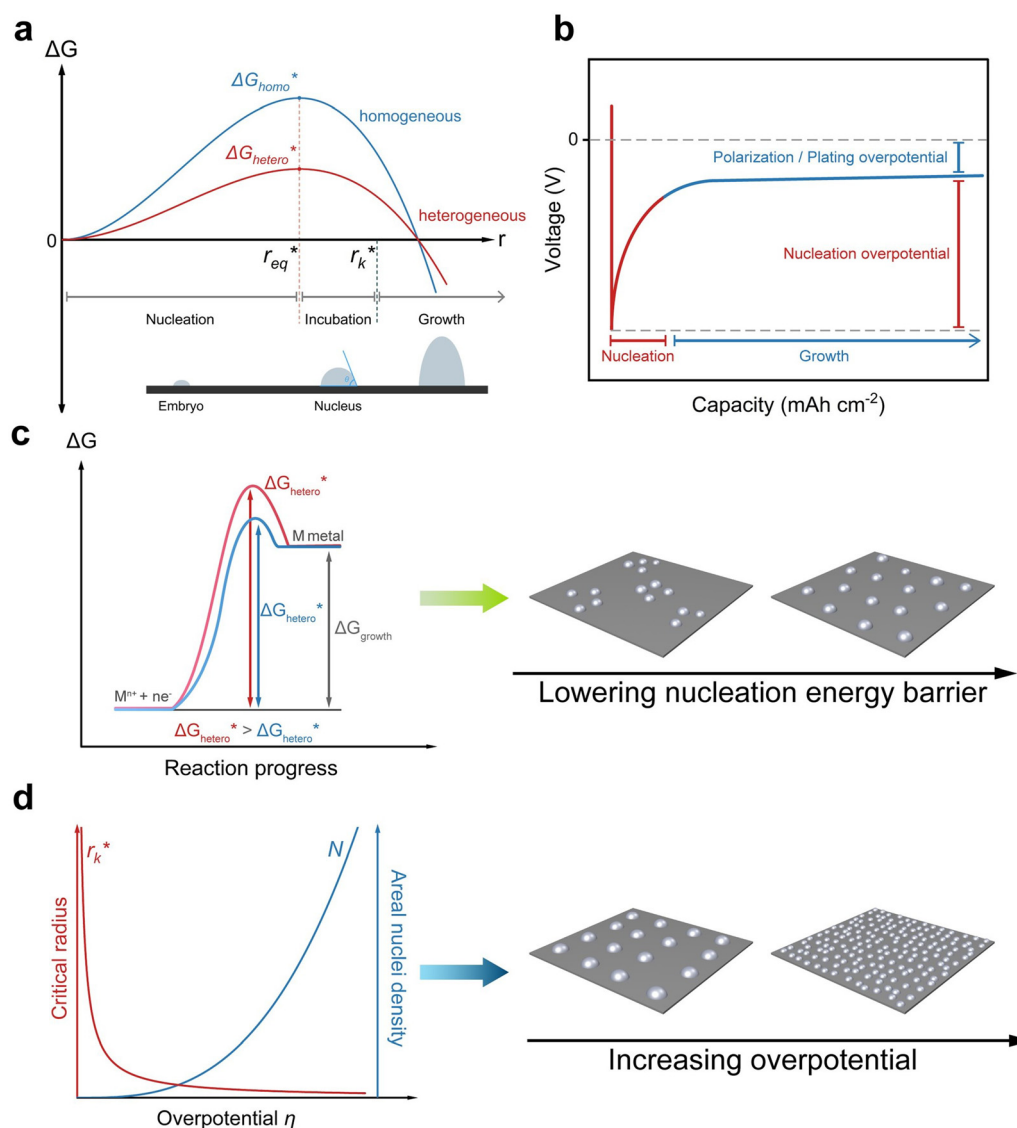 a
ΔG
ΔG_homo*
homogeneous
ΔG_hetero*
heterogeneous
0
r
r_eq*
r_k*
Nucleation
Incubation
Growth
θ
Embryo
Nucleus
b
0
Voltage (V)
Polarization / Plating overpotential
Nucleation overpotential
Nucleation
Growth
Capacity (mAh cm⁻²)
c
ΔG
ΔG_hetero*
M metal
ΔG_hetero*
ΔG_growth
Mⁿ⁺ + ne⁻
ΔG_hetero* > ΔG_hetero*
Reaction progress
Lowering nucleation energy barrier
d
r_k*
N
Critical radius
Areal nuclei density
Overpotential η
Increasing overpotential